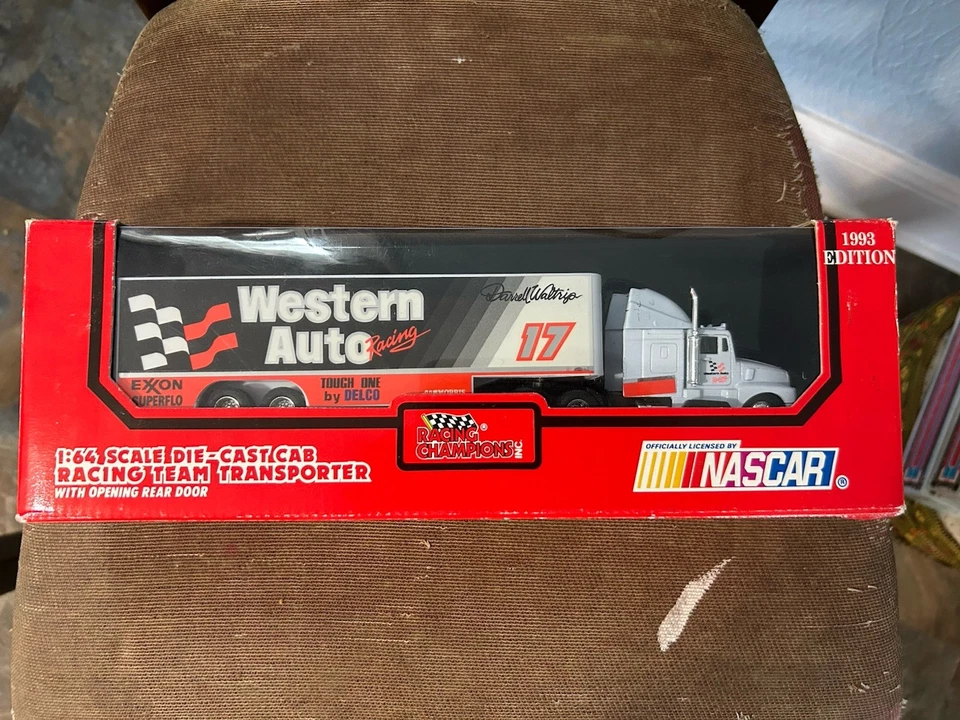 1993
EDITION
Western
Auto Racing
Darrell Waltrip
17
EXXON
SUPERFLO
TOUGH ONE
by DELCO
RACING
CHAMPIONS INC.
®
1:64 SCALE DIE-CAST CAB
RACING TEAM TRANSPORTER
WITH OPENING REAR DOOR
OFFICIALLY LICENSED BY
NASCAR ®